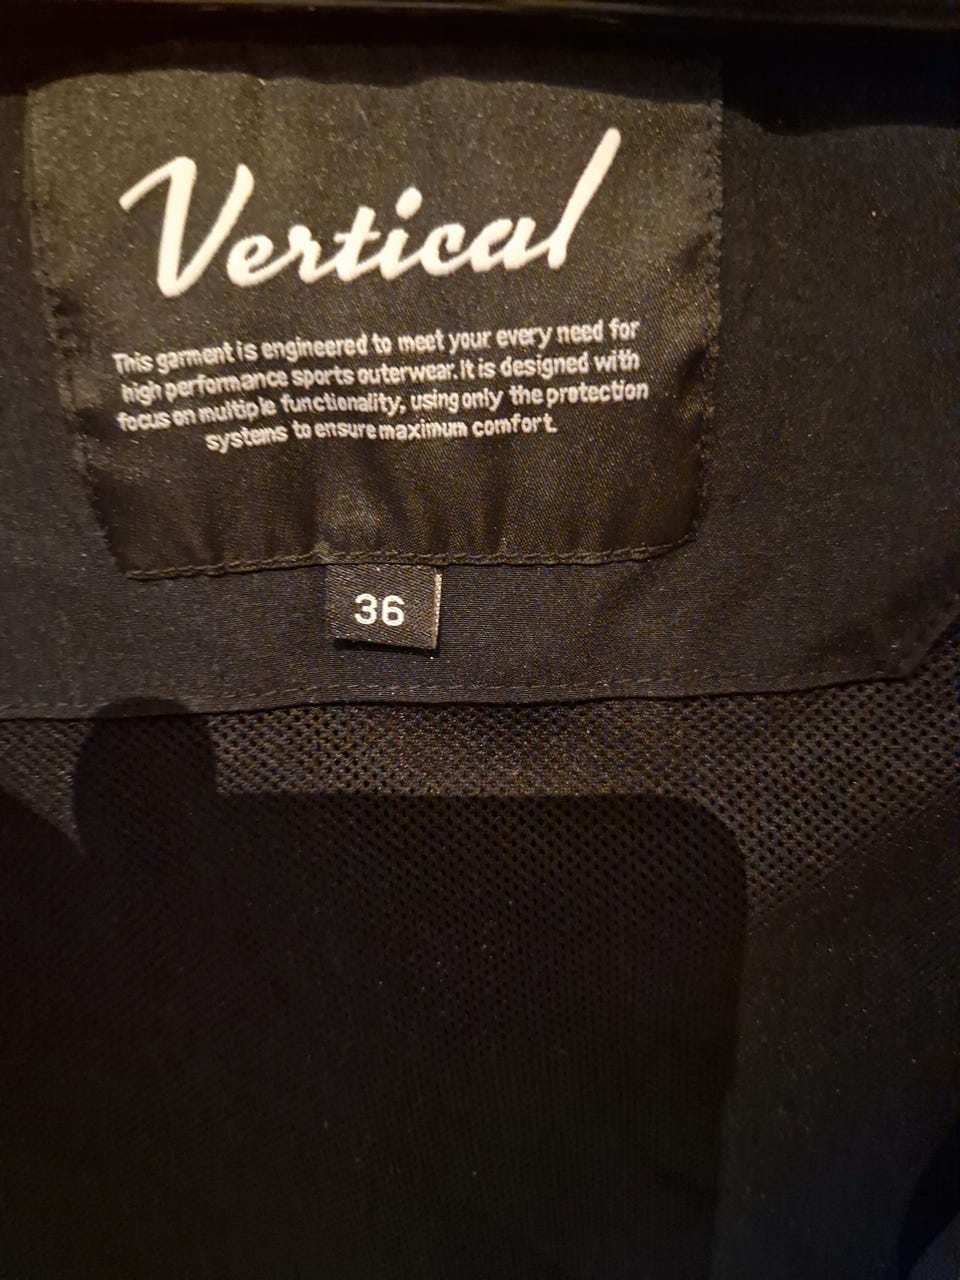 Vertical
This garment is engineered to meet your every need for
high performance sports outerwear. It is designed with
focus on multiple functionality, using only the protection
systems to ensure maximum comfort.
36